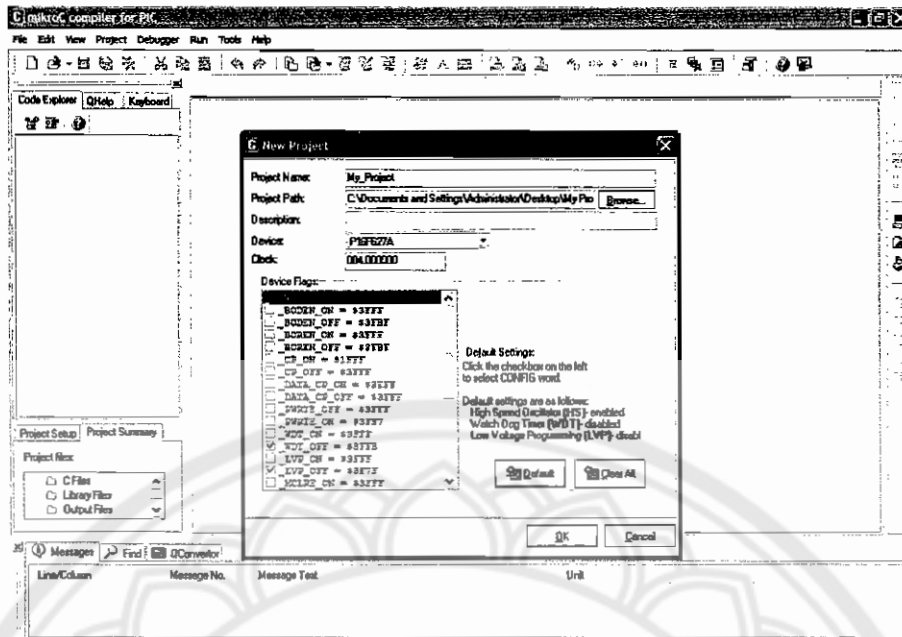 mikroC compiler for PIC
File Edit View Project Debugger Run Tools Help
Code Explorer QHelp Keyboard
New Project
Project Name: My_Project
Project Path: C:\Documents and Settings\Administrator\Desktop\My Pro Browse...
Description:
Device: P16F627A
Clock: 004.000000
Device Flags:
_BODEN_ON = $3FFF
_BODEN_OFF = $3FBF
_BOREN_ON = $3FFF
_BOREN_OFF = $3FBF
_CP_ON = $1FFF
_CP_OFF = $3FFF
_DATA_CP_ON = $3EFF
_DATA_CP_OFF = $3FFF
_PWRTE_OFF = $3FFF
_PWRTE_ON = $3FF7
_WDT_ON = $3FFF
_WDT_OFF = $3FFB
_LVP_ON = $3FFF
_LVP_OFF = $3F7F
_MCLRE_ON = $3FFF
Default Settings:
Click the checkbox on the left
to select CONFIG word.
Default settings are as follows:
High Speed Oscillator (HS)- enabled
Watch Dog Timer (WDT)- disabled
Low Voltage Programming (LVP)- disabl
Default Clear All
OK Cancel
Project Setup Project Summary
Project files:
C Files
Library Files
Output Files
Messages Find QConvertor
Line/Column Message No. Message Text Unit